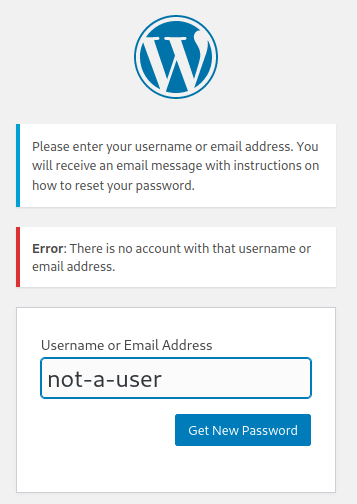 Please enter your username or email address. You
will receive an email message with instructions on
how to reset your password.
Error: There is no account with that username or
email address.
Username or Email Address
not-a-user
Get New Password